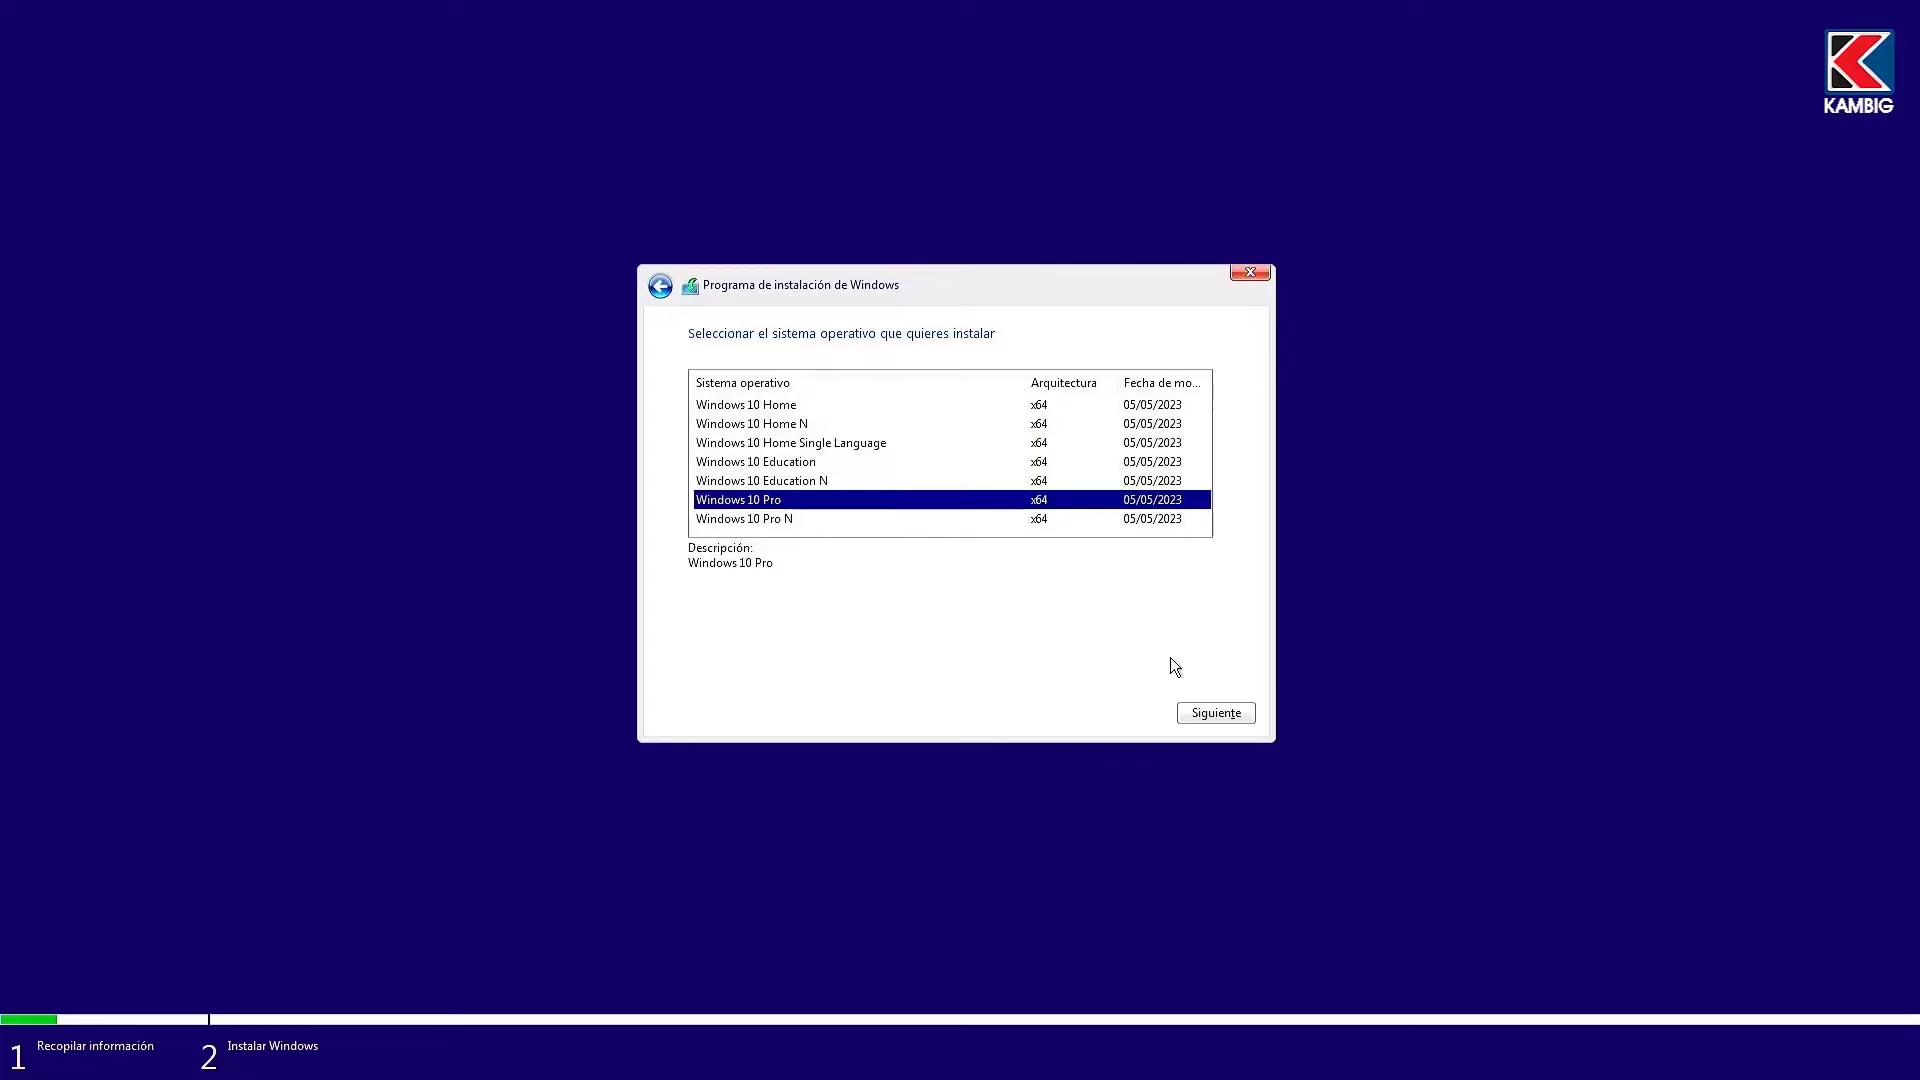 KAMBIG
Programa de instalación de Windows
Seleccionar el sistema operativo que quieres instalar
Sistema operativo Arquitectura Fecha de mo...
Windows 10 Home x64 05/05/2023
Windows 10 Home N x64 05/05/2023
Windows 10 Home Single Language x64 05/05/2023
Windows 10 Education x64 05/05/2023
Windows 10 Education N x64 05/05/2023
Windows 10 Pro x64 05/05/2023
Windows 10 Pro N x64 05/05/2023
Descripción:
Windows 10 Pro
Siguiente
1 Recopilar información 2 Instalar Windows